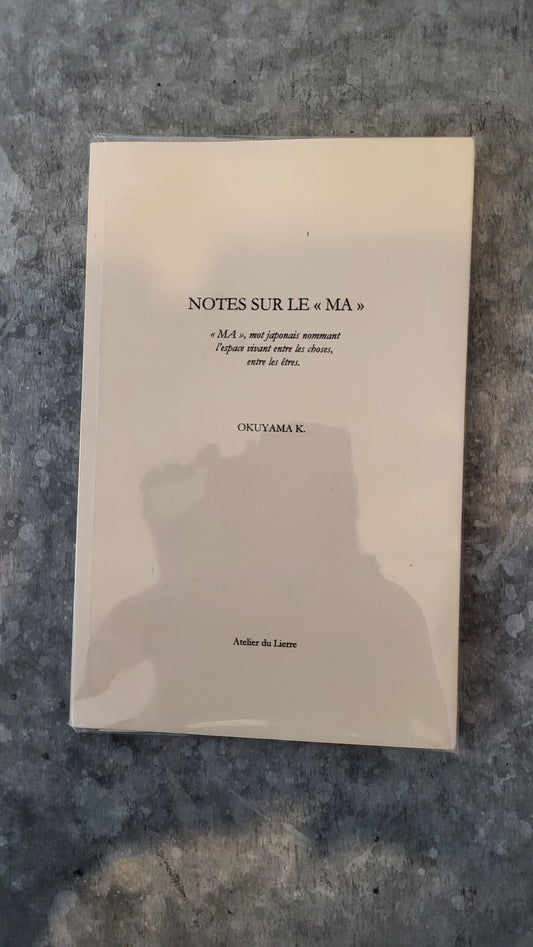 NOTES SUR LE « MA »
« MA », mot japonais nommant
l'espace vivant entre les choses,
entre les êtres.
OKUYAMA K.
Atelier du Lierre